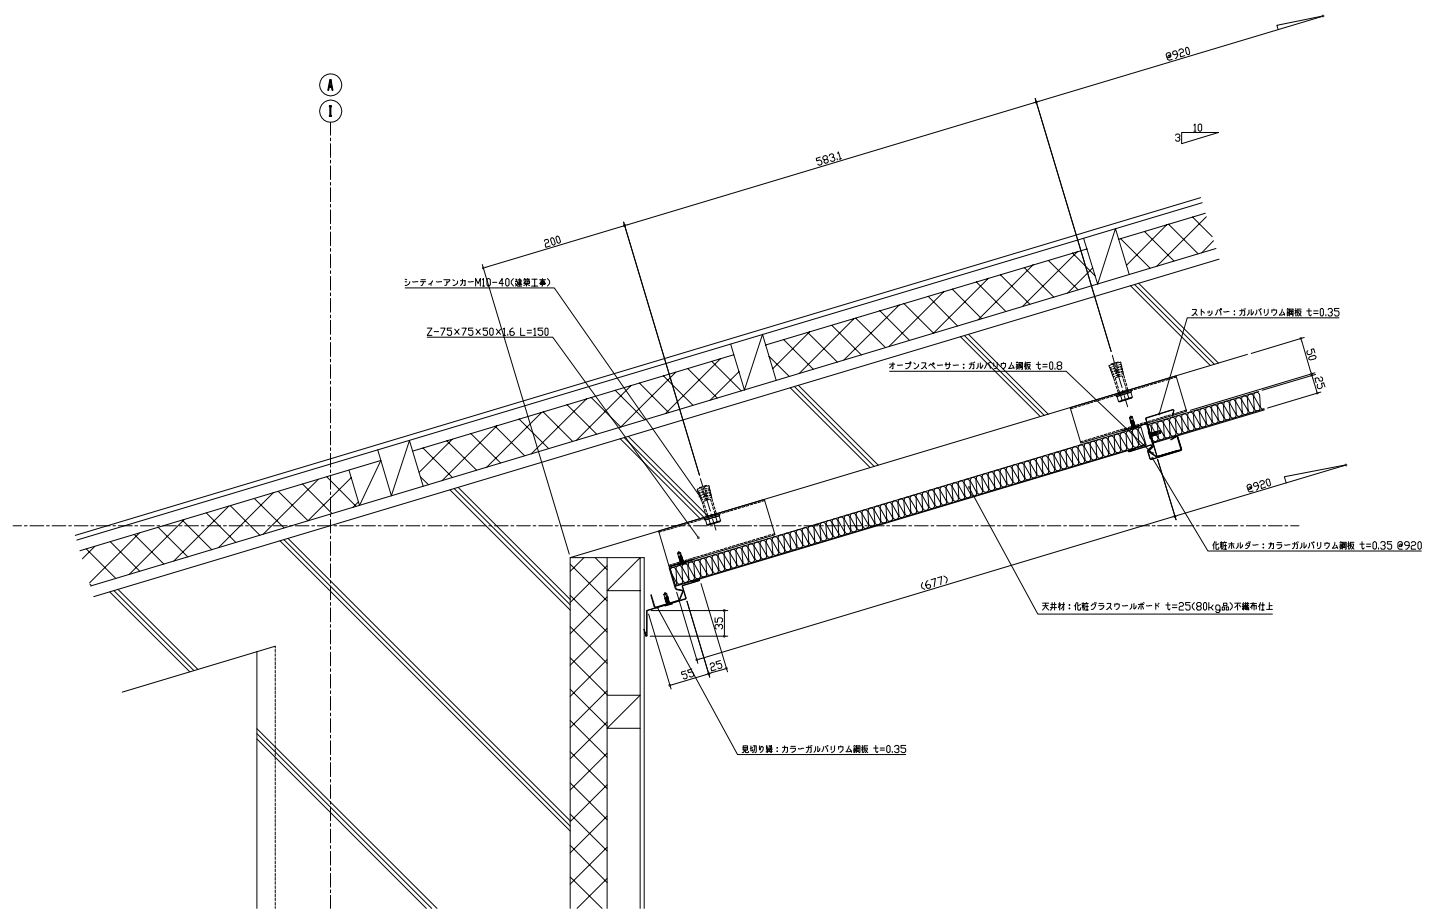 @920
A
I
10
3
583.1
200
シーティーアンカーM10-40(建築工事)
Z-75×75×50×1.6 L=150
ストッパー：ガルバリウム鋼板 t=0.35
オープンスペーサー：ガルバリウム鋼板 t=0.8
50
25
@920
化粧ホルダー：カラーガルバリウム鋼板 t=0.35 @920
(677)
天井材：化粧グラスウールボード t=25(80kg品)不織布仕上
35
55
25
見切り縁：カラーガルバリウム鋼板 t=0.35